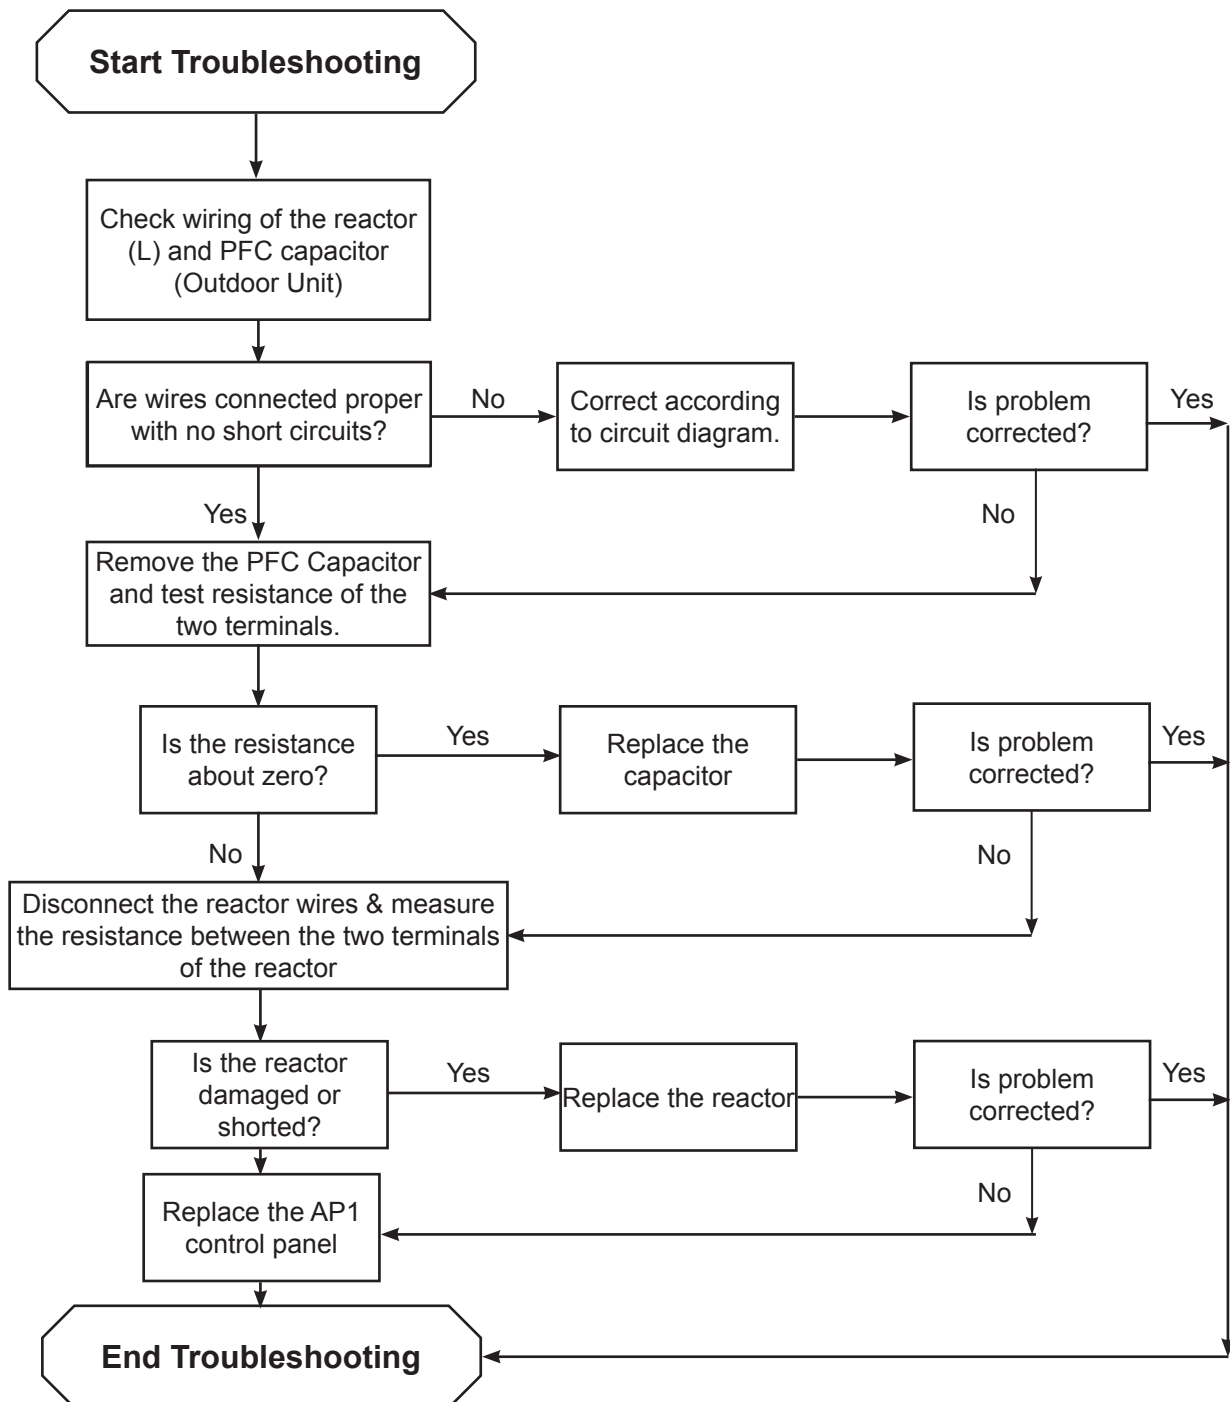 Start Troubleshooting
Check wiring of the reactor
(L) and PFC capacitor
(Outdoor Unit)
Are wires connected proper
with no short circuits?
No
Correct according
to circuit diagram.
Is problem
corrected?
Yes
Yes
No
Remove the PFC Capacitor
and test resistance of the
two terminals.
Is the resistance
about zero?
Yes
Replace the
capacitor
Is problem
corrected?
Yes
No
No
Disconnect the reactor wires & measure
the resistance between the two terminals
of the reactor
Is the reactor
damaged or
shorted?
Yes
Replace the reactor
Is problem
corrected?
Yes
No
Replace the AP1
control panel
End Troubleshooting